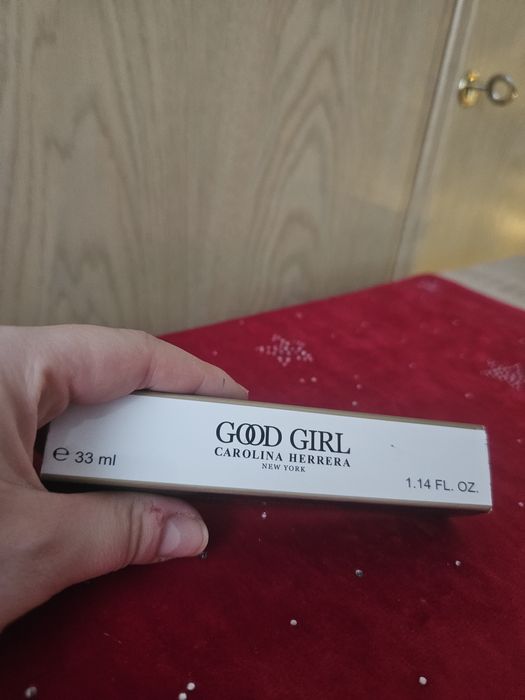 GOOD GIRL
CAROLINA HERRERA
NEW YORK
℮ 33 ml
1.14 FL. OZ.